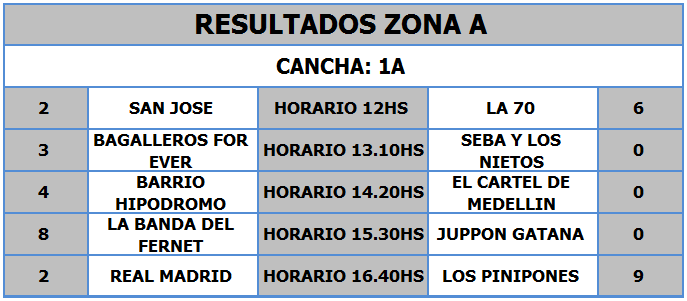 RESULTADOS ZONA A
CANCHA: 1A
2 SAN JOSE HORARIO 12HS LA 70 6
3 BAGALLEROS FOR EVER HORARIO 13.10HS SEBA Y LOS NIETOS 0
4 BARRIO HIPODROMO HORARIO 14.20HS EL CARTEL DE MEDELLIN 0
8 LA BANDA DEL FERNET HORARIO 15.30HS JUPPON GATANA 0
2 REAL MADRID HORARIO 16.40HS LOS PINIPONES 9